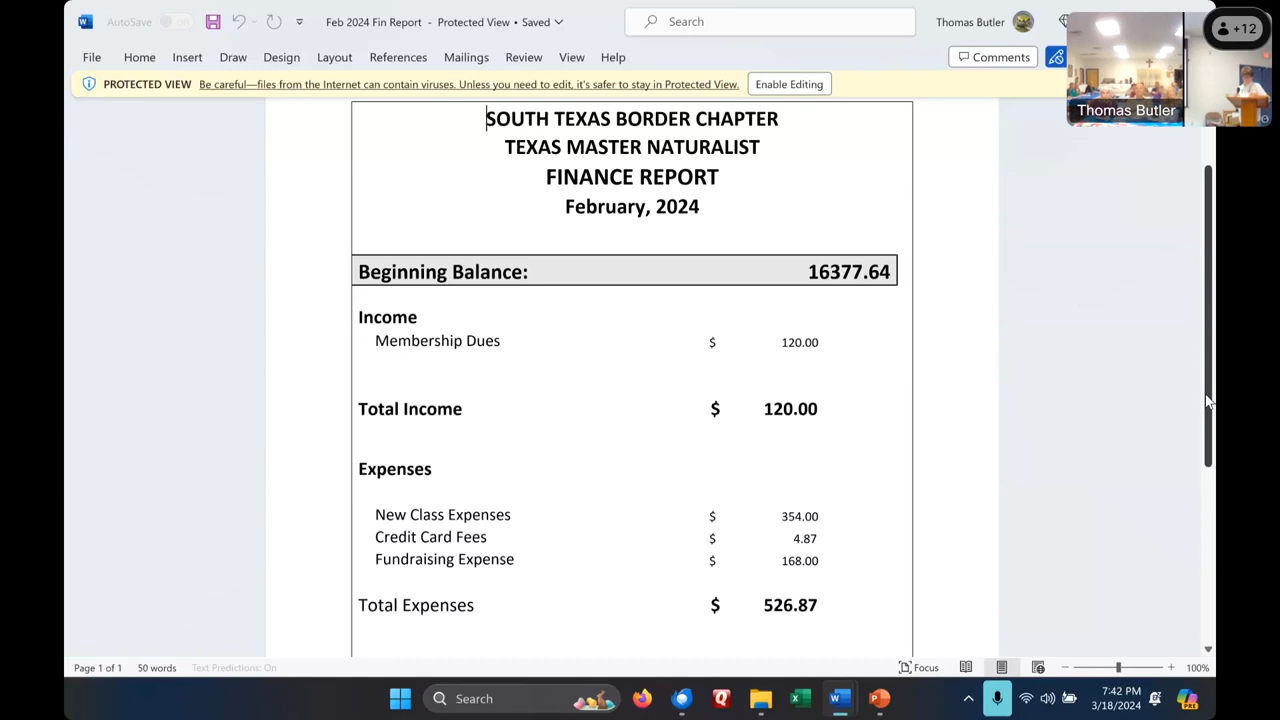 AutoSave Off Feb 2024 Fin Report - Protected View • Saved Search Thomas Butler +12
File Home Insert Draw Design Layout References Mailings Review View Help Comments
PROTECTED VIEW Be careful—files from the Internet can contain viruses. Unless you need to edit, it's safer to stay in Protected View. Enable Editing
Thomas Butler
SOUTH TEXAS BORDER CHAPTER
TEXAS MASTER NATURALIST
FINANCE REPORT
February, 2024
Beginning Balance: 16377.64
Income
Membership Dues $ 120.00
Total Income $ 120.00
Expenses
New Class Expenses $ 354.00
Credit Card Fees $ 4.87
Fundraising Expense $ 168.00
Total Expenses $ 526.87
Page 1 of 1 50 words Text Predictions: On Focus 100%
Search 7:42 PM
3/18/2024 PRE